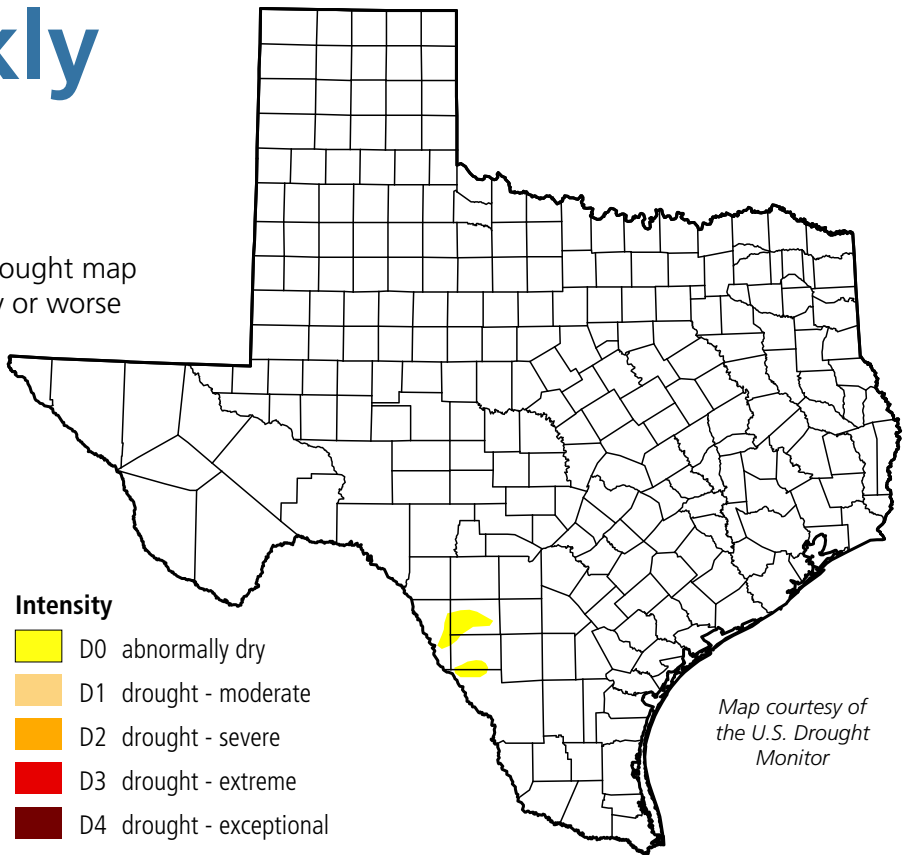 kly
ought map
or worse
Intensity
D0 abnormally dry
D1 drought - moderate
D2 drought - severe
D3 drought - extreme
D4 drought - exceptional
Map courtesy of
the U.S. Drought
Monitor